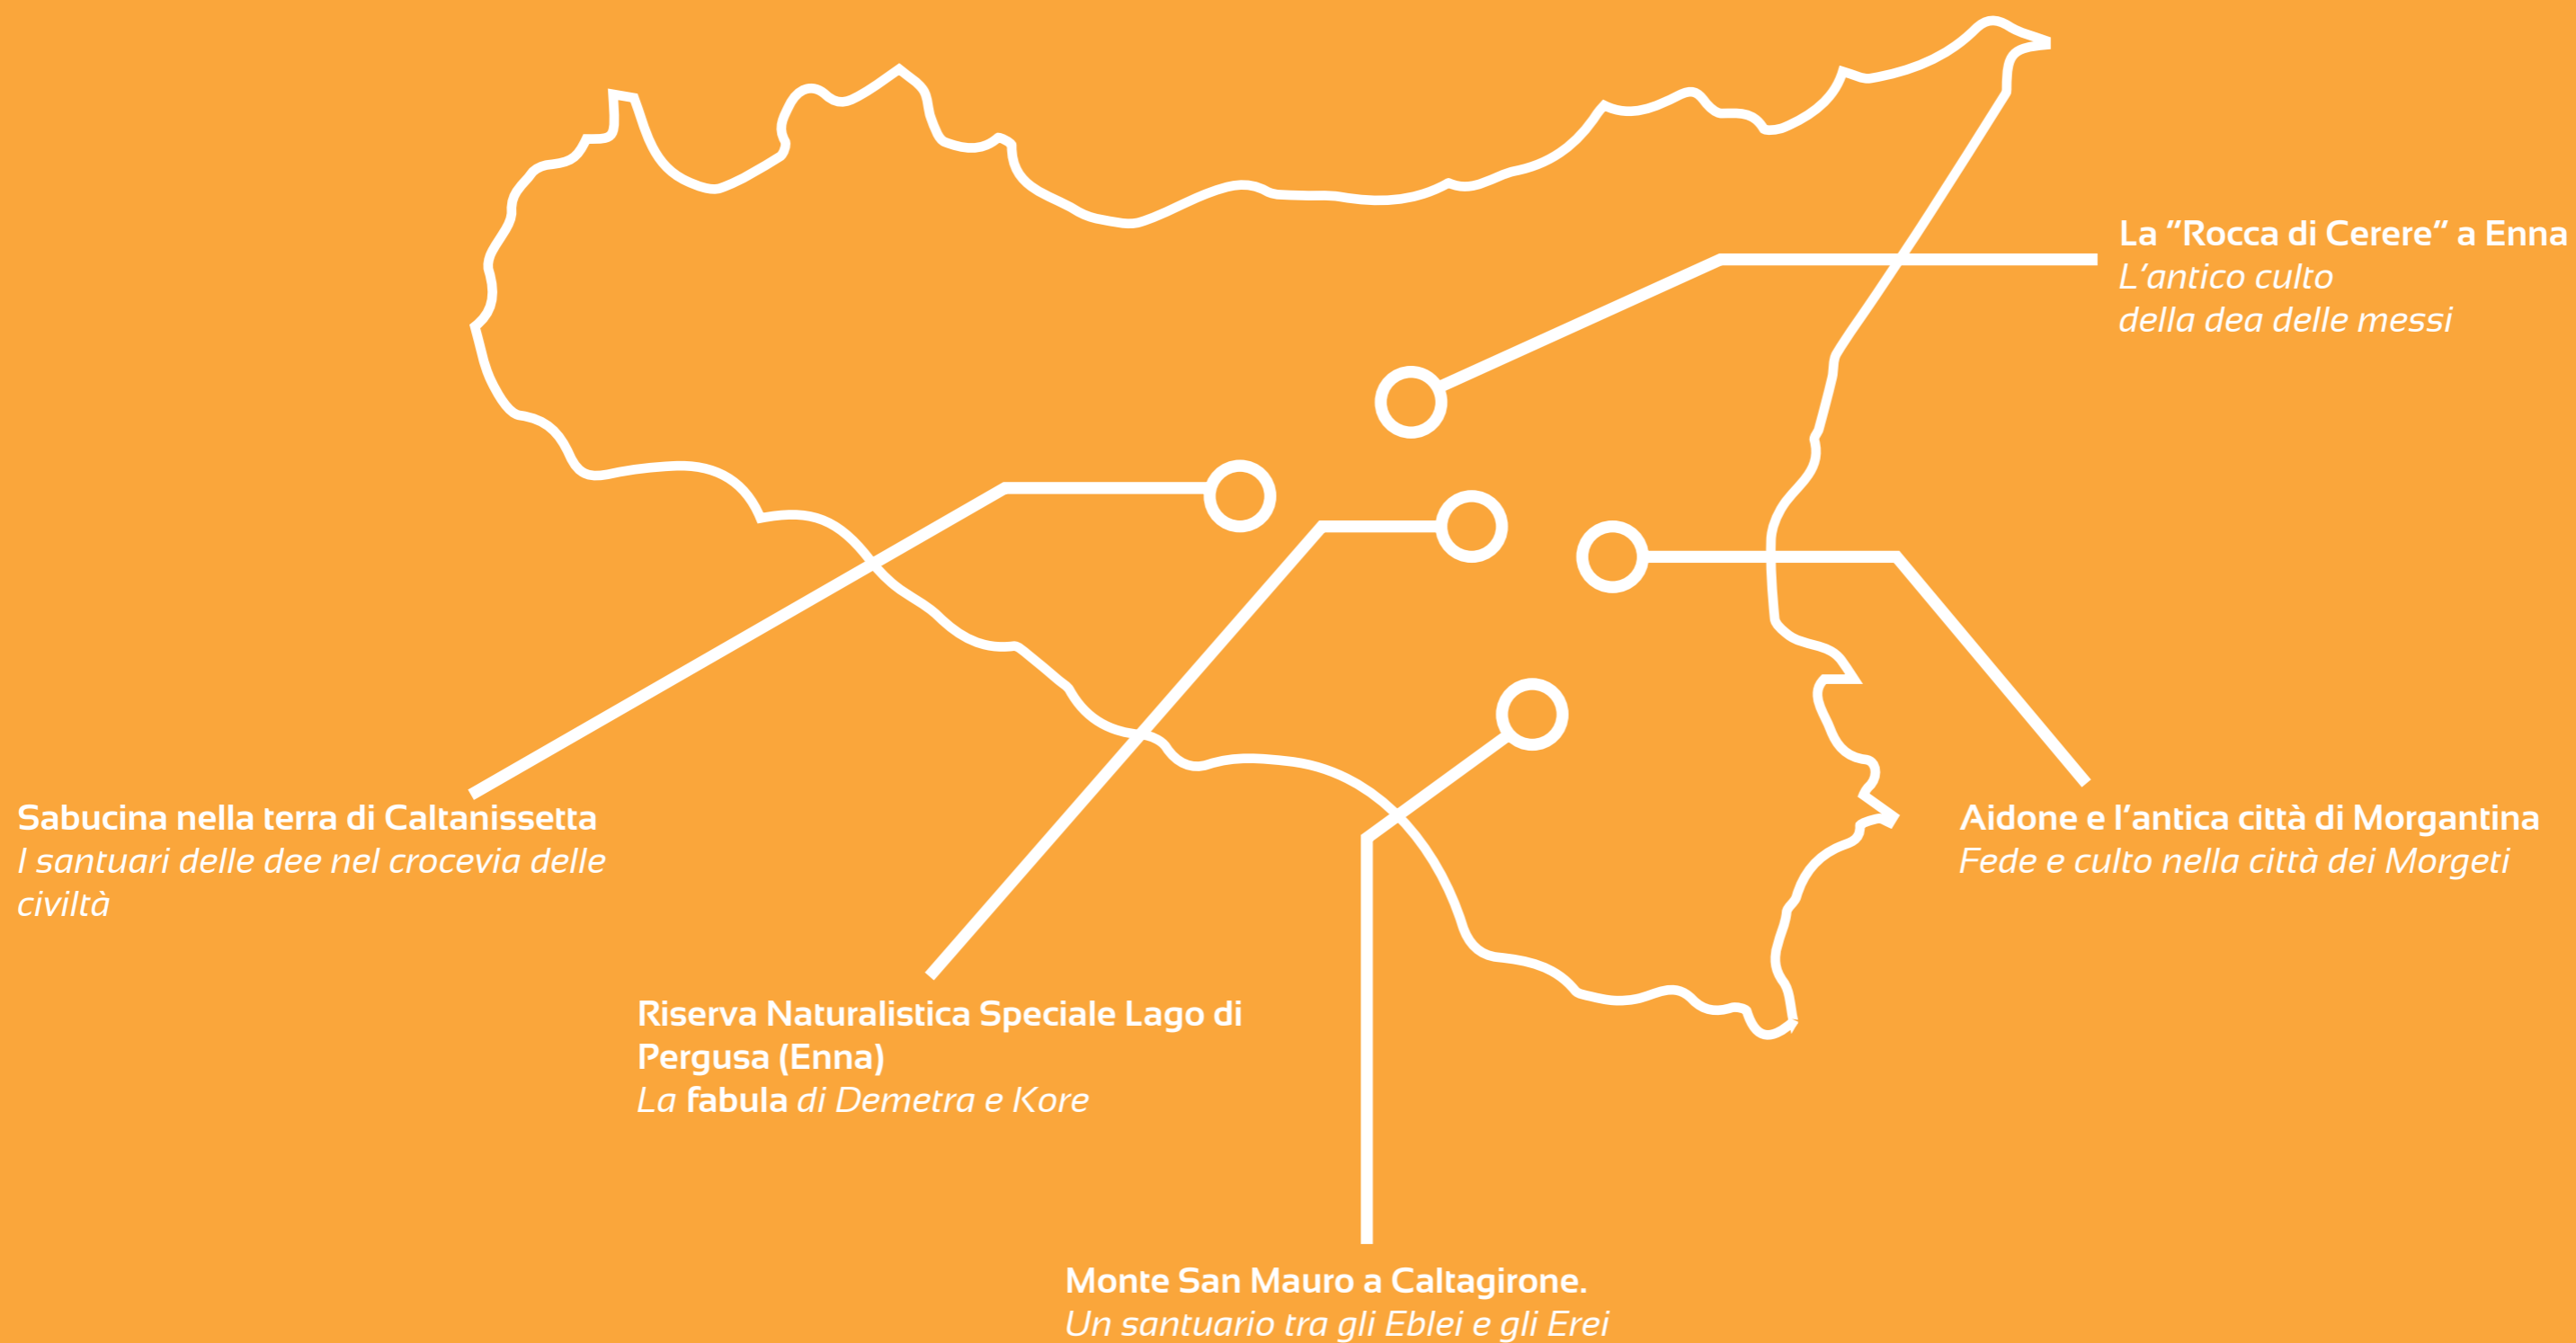 La “Rocca di Cerere” a Enna
L’antico culto
della dea delle messi
Sabucina nella terra di Caltanissetta
I santuari delle dee nel crocevia delle
civiltà
Aidone e l’antica città di Morgantina
Fede e culto nella città dei Morgeti
Riserva Naturalistica Speciale Lago di
Pergusa (Enna)
La fabula di Demetra e Kore
Monte San Mauro a Caltagirone.
Un santuario tra gli Eblei e gli Erei